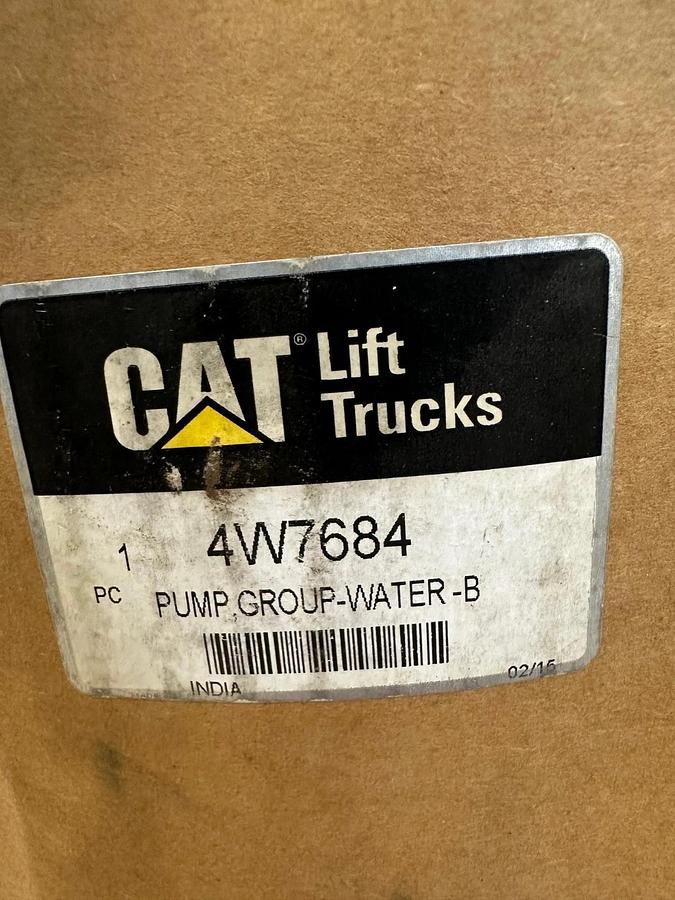 CAT® Lift
Trucks
1 4W7684
PC PUMP GROUP-WATER -B
INDIA 02/15